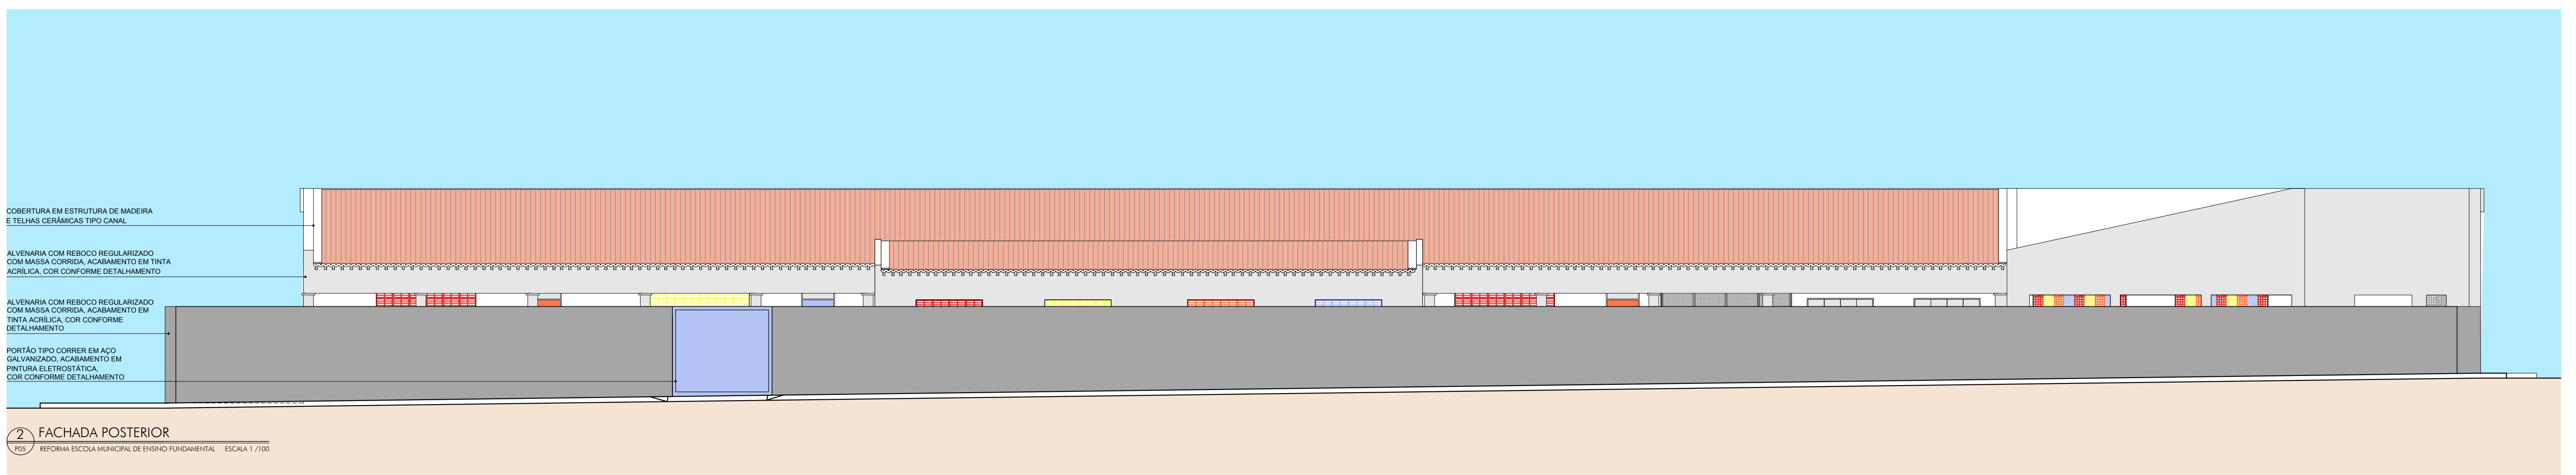 COBERTURA EM ESTRUTURA DE MADEIRA
E TELHAS CERÂMICAS TIPO CANAL
ALVENARIA COM REBOCO REGULARIZADO
COM MASSA CORRIDA, ACABAMENTO EM TINTA
ACRÍLICA, COR CONFORME DETALHAMENTO
ALVENARIA COM REBOCO REGULARIZADO
COM MASSA CORRIDA, ACABAMENTO EM
TINTA ACRÍLICA, COR CONFORME
DETALHAMENTO
PORTÃO TIPO CORRER EM AÇO
GALVANIZADO, ACABAMENTO EM
PINTURA ELETROSTÁTICA,
COR CONFORME DETALHAMENTO
2 FACHADA POSTERIOR
P05 REFORMA ESCOLA MUNICIPAL DE ENSINO FUNDAMENTAL ESCALA 1 /100